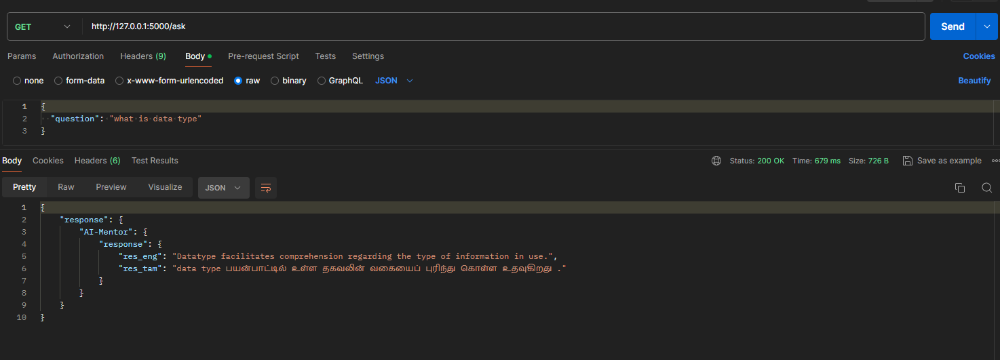 GET http://127.0.0.1:5000/ask Send
Params Authorization Headers (9) Body Pre-request Script Tests Settings Cookies
none form-data x-www-form-urlencoded raw binary GraphQL JSON Beautify
1 {
2 "question": "what is data type"
3 }
Body Cookies Headers (6) Test Results Status: 200 OK Time: 679 ms Size: 726 B Save as example
Pretty Raw Preview Visualize JSON
1 {
2 "response": {
3 "AI-Mentor": {
4 "response": {
5 "res_eng": "Datatype facilitates comprehension regarding the type of information in use.",
6 "res_tam": "data type பயன்பாட்டில் உள்ள தகவலின் வகையைப் புரிந்து கொள்ள உதவுகிறது ."
7 }
8 }
9 }
10 }